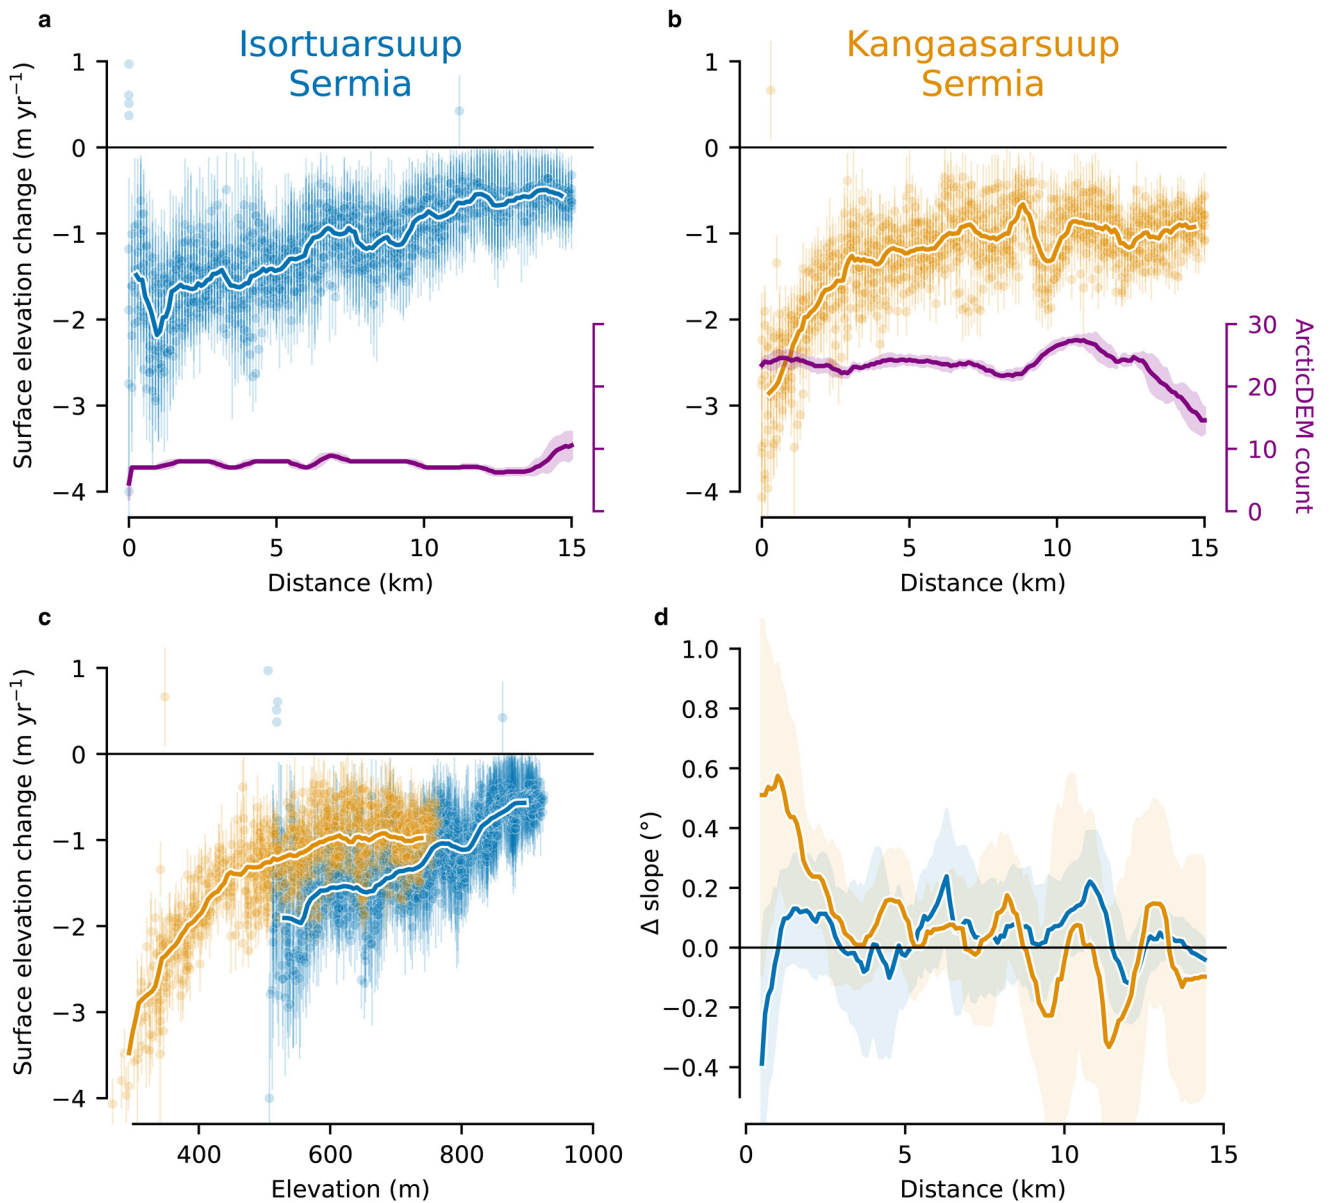 a
Isortuarsuup
Sermia
Surface elevation change (m yr⁻¹)
1
0
−1
−2
−3
−4
0 5 10 15
Distance (km)
b
Kangaasarsuup
Sermia
1
0
−1
−2
−3
−4
30
20
10
0
ArcticDEM count
0 5 10 15
Distance (km)
c
Surface elevation change (m yr⁻¹)
1
0
−1
−2
−3
−4
400 600 800 1000
Elevation (m)
d
Δ slope (°)
1.0
0.8
0.6
0.4
0.2
0.0
−0.2
−0.4
0 5 10 15
Distance (km)